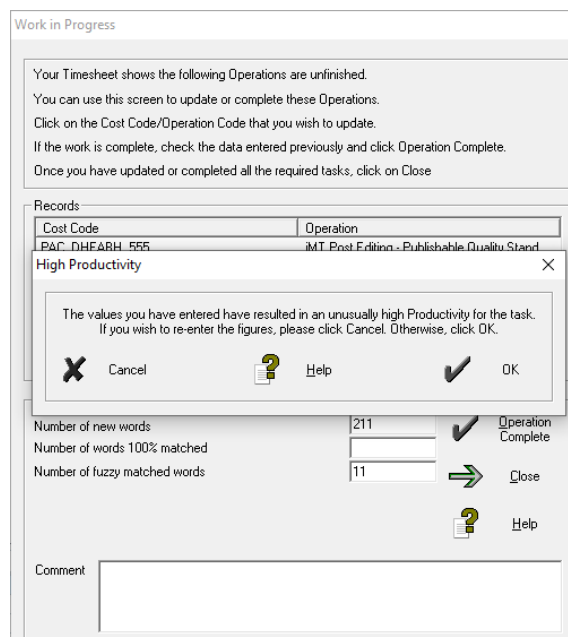 Work in Progress
Your Timesheet shows the following Operations are unfinished.
You can use this screen to update or complete these Operations.
Click on the Cost Code/Operation Code that you wish to update.
If the work is complete, check the data entered previously and click Operation Complete.
Once you have updated or completed all the required tasks, click on Close
Records
Cost Code Operation
PAC_DHEABH_555 iMT Post Editing - Publishable Quality Stand
High Productivity
The values you have entered have resulted in an unusually high Productivity for the task.
If you wish to re-enter the figures, please click Cancel. Otherwise, click OK.
Cancel Help OK
Number of new words 211 Operation
Complete
Number of words 100% matched
Number of fuzzy matched words 11
Close
Help
Comment